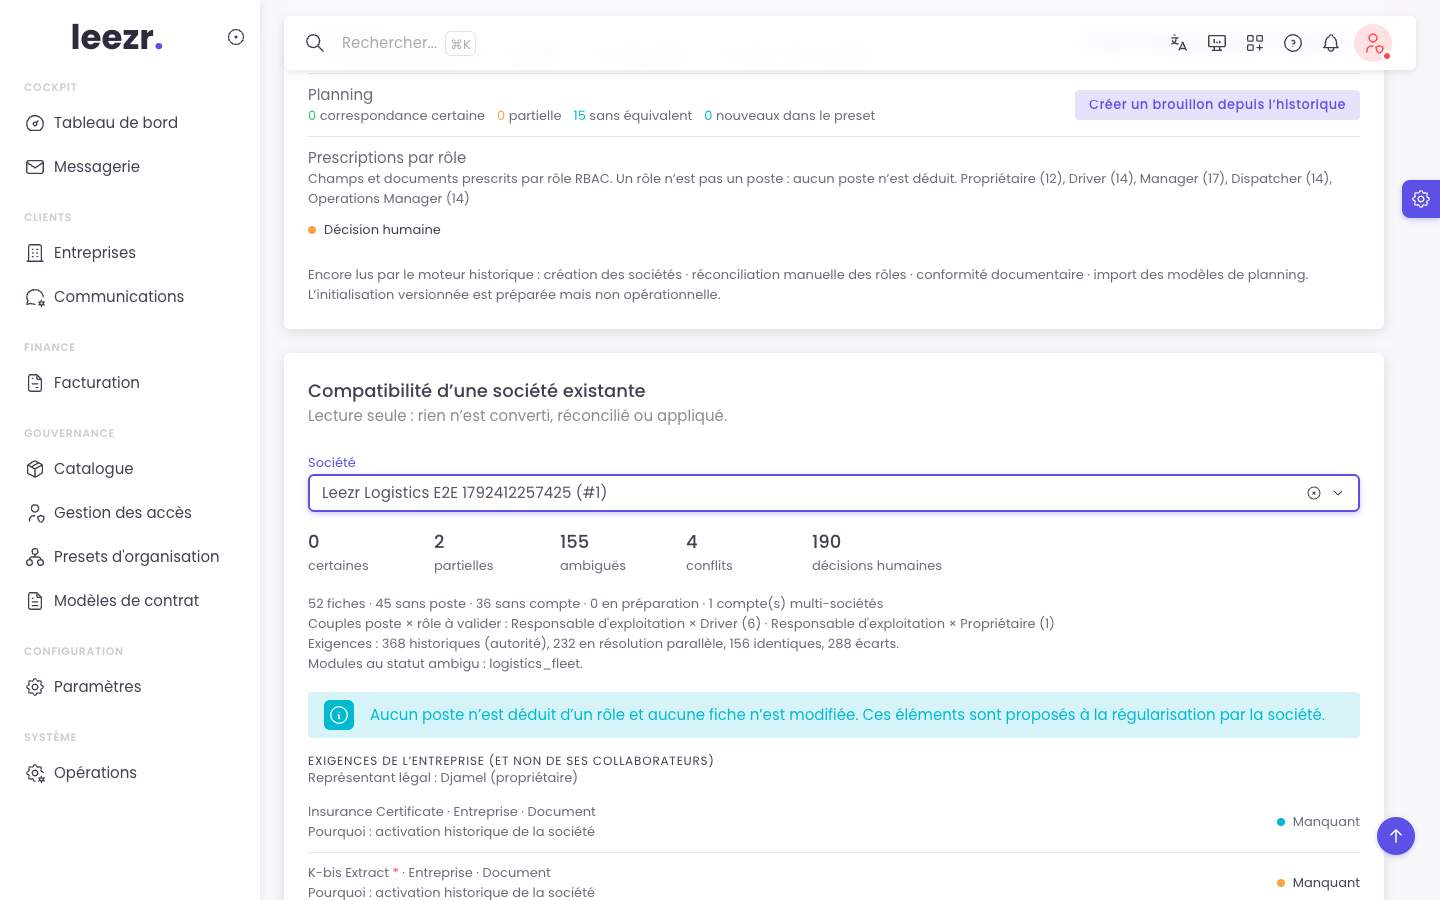 leezr.
Rechercher... ⌘K
COCKPIT
Tableau de bord
Messagerie
CLIENTS
Entreprises
Communications
FINANCE
Facturation
GOUVERNANCE
Catalogue
Gestion des accès
Presets d'organisation
Modèles de contrat
CONFIGURATION
Paramètres
SYSTÈME
Opérations
Planning
0 correspondance certaine 0 partielle 15 sans équivalent 0 nouveaux dans le preset
Créer un brouillon depuis l’historique
Prescriptions par rôle
Champs et documents prescrits par rôle RBAC. Un rôle n’est pas un poste : aucun poste n’est déduit. Propriétaire (12), Driver (14), Manager (17), Dispatcher (14),
Operations Manager (14)
Décision humaine
Encore lus par le moteur historique : création des sociétés · réconciliation manuelle des rôles · conformité documentaire · import des modèles de planning.
L’initialisation versionnée est préparée mais non opérationnelle.
Compatibilité d’une société existante
Lecture seule : rien n’est converti, réconcilié ou appliqué.
Société
Leezr Logistics E2E 1792412257425 (#1)
0 2 155 4 190
certaines partielles ambiguës conflits décisions humaines
52 fiches · 45 sans poste · 36 sans compte · 0 en préparation · 1 compte(s) multi-sociétés
Couples poste × rôle à valider : Responsable d'exploitation × Driver (6) · Responsable d'exploitation × Propriétaire (1)
Exigences : 368 historiques (autorité), 232 en résolution parallèle, 156 identiques, 288 écarts.
Modules au statut ambigu : logistics_fleet.
Aucun poste n’est déduit d’un rôle et aucune fiche n’est modifiée. Ces éléments sont proposés à la régularisation par la société.
EXIGENCES DE L’ENTREPRISE (ET NON DE SES COLLABORATEURS)
Représentant légal : Djamel (propriétaire)
Insurance Certificate · Entreprise · Document
Pourquoi : activation historique de la société
Manquant
K-bis Extract * · Entreprise · Document
Pourquoi : activation historique de la société
Manquant